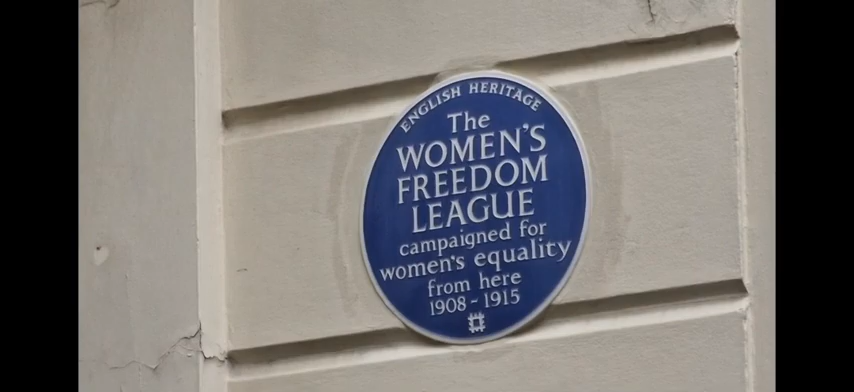 ENGLISH HERITAGE
The
WOMEN'S
FREEDOM
LEAGUE
campaigned for
women's equality
from here
1908 - 1915